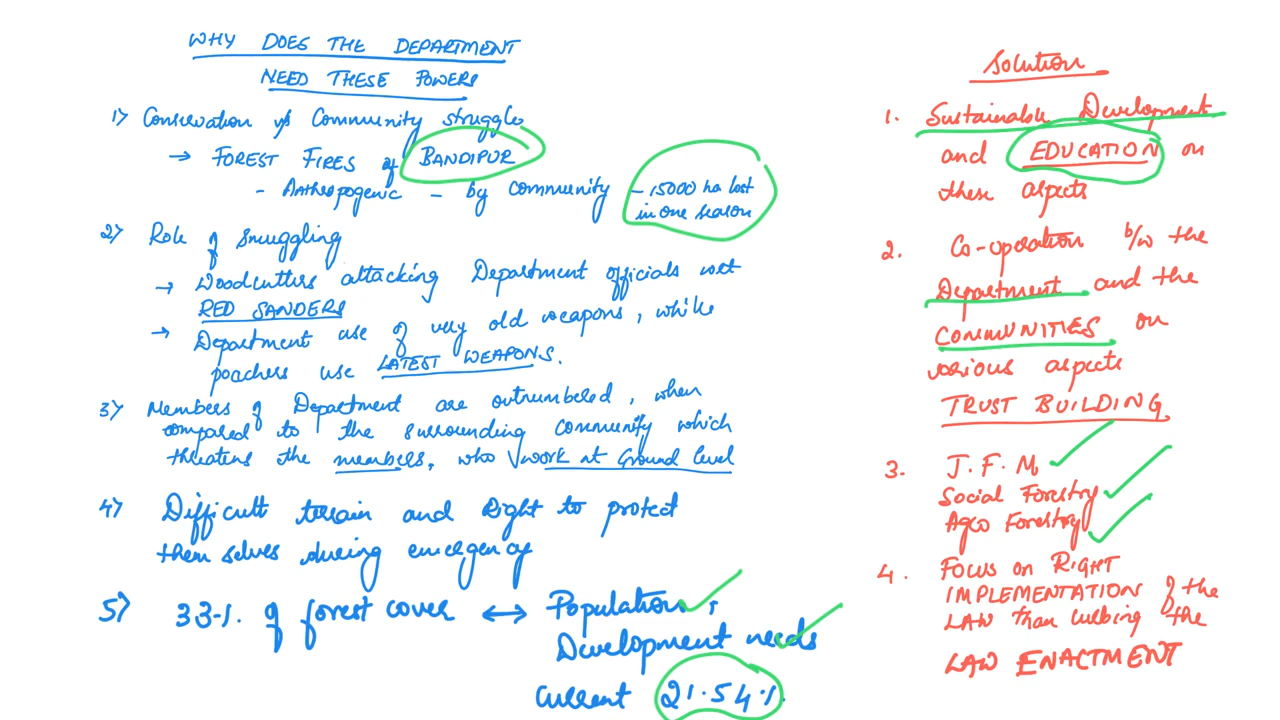 WHY DOES THE DEPARTMENT
NEED THESE POWERS
1) Conservation v/s Community struggle
→ FOREST FIRES of BANDIPUR
- Anthropogenic - by community - 15000 ha lost
in one season
2) Role of smuggling
→ Woodcutters attacking Department officials wrt
RED SANDERS
→ Department use of very old weapons, while
poachers use LATEST WEAPONS.
3) Members of Department are outnumbered, when
compared to the surrounding community which
threatens the members, who work at Ground level
4) Difficult terrain and Right to protect
them selves during emergency
5) 33% of forest cover ↔ Population,
Development needs
Current 21.54%
Solution
1. Sustainable Development
and EDUCATION on
these aspects
2. Co-operation b/w the
Department and the
COMMUNITIES on
various aspects
TRUST BUILDING
3. J.F.M
Social Forestry
Agro Forestry
4. FOCUS on RIGHT
IMPLEMENTATION of the
LAW than curbing the
LAW ENACTMENT